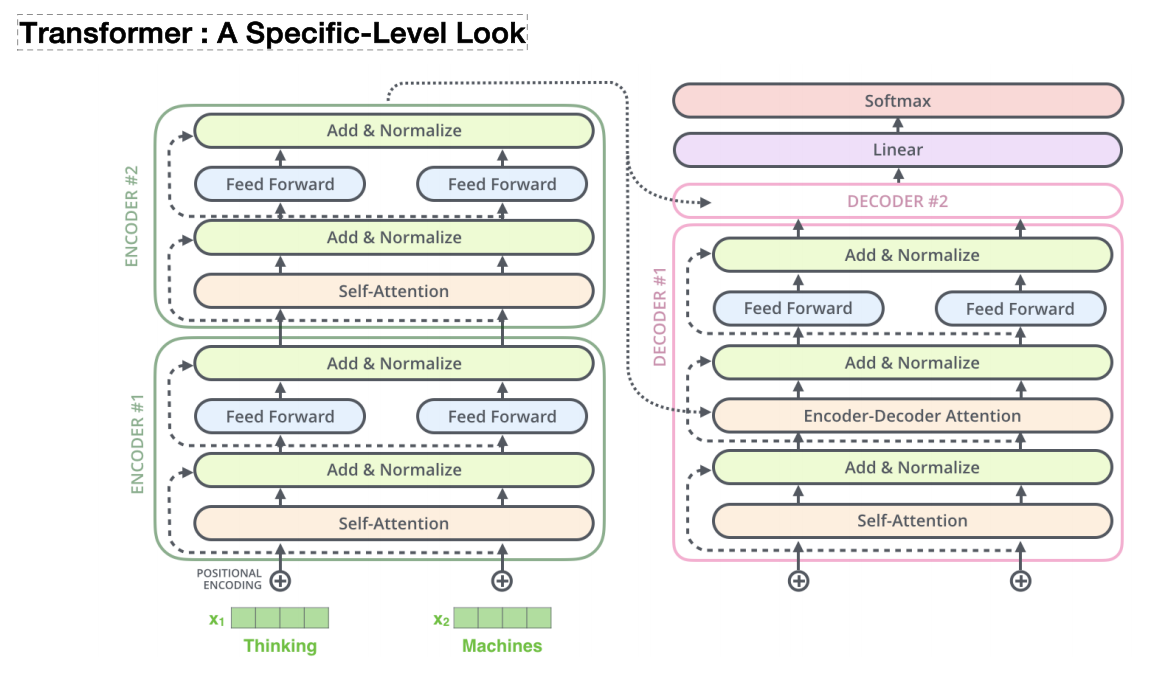 Transformer : A Specific-Level Look
ENCODER #2
Add & Normalize
Feed Forward
Feed Forward
Add & Normalize
Self-Attention
ENCODER #1
Add & Normalize
Feed Forward
Feed Forward
Add & Normalize
Self-Attention
POSITIONAL
ENCODING
x₁
x₂
Thinking
Machines
Softmax
Linear
DECODER #2
DECODER #1
Add & Normalize
Feed Forward
Feed Forward
Add & Normalize
Encoder-Decoder Attention
Add & Normalize
Self-Attention